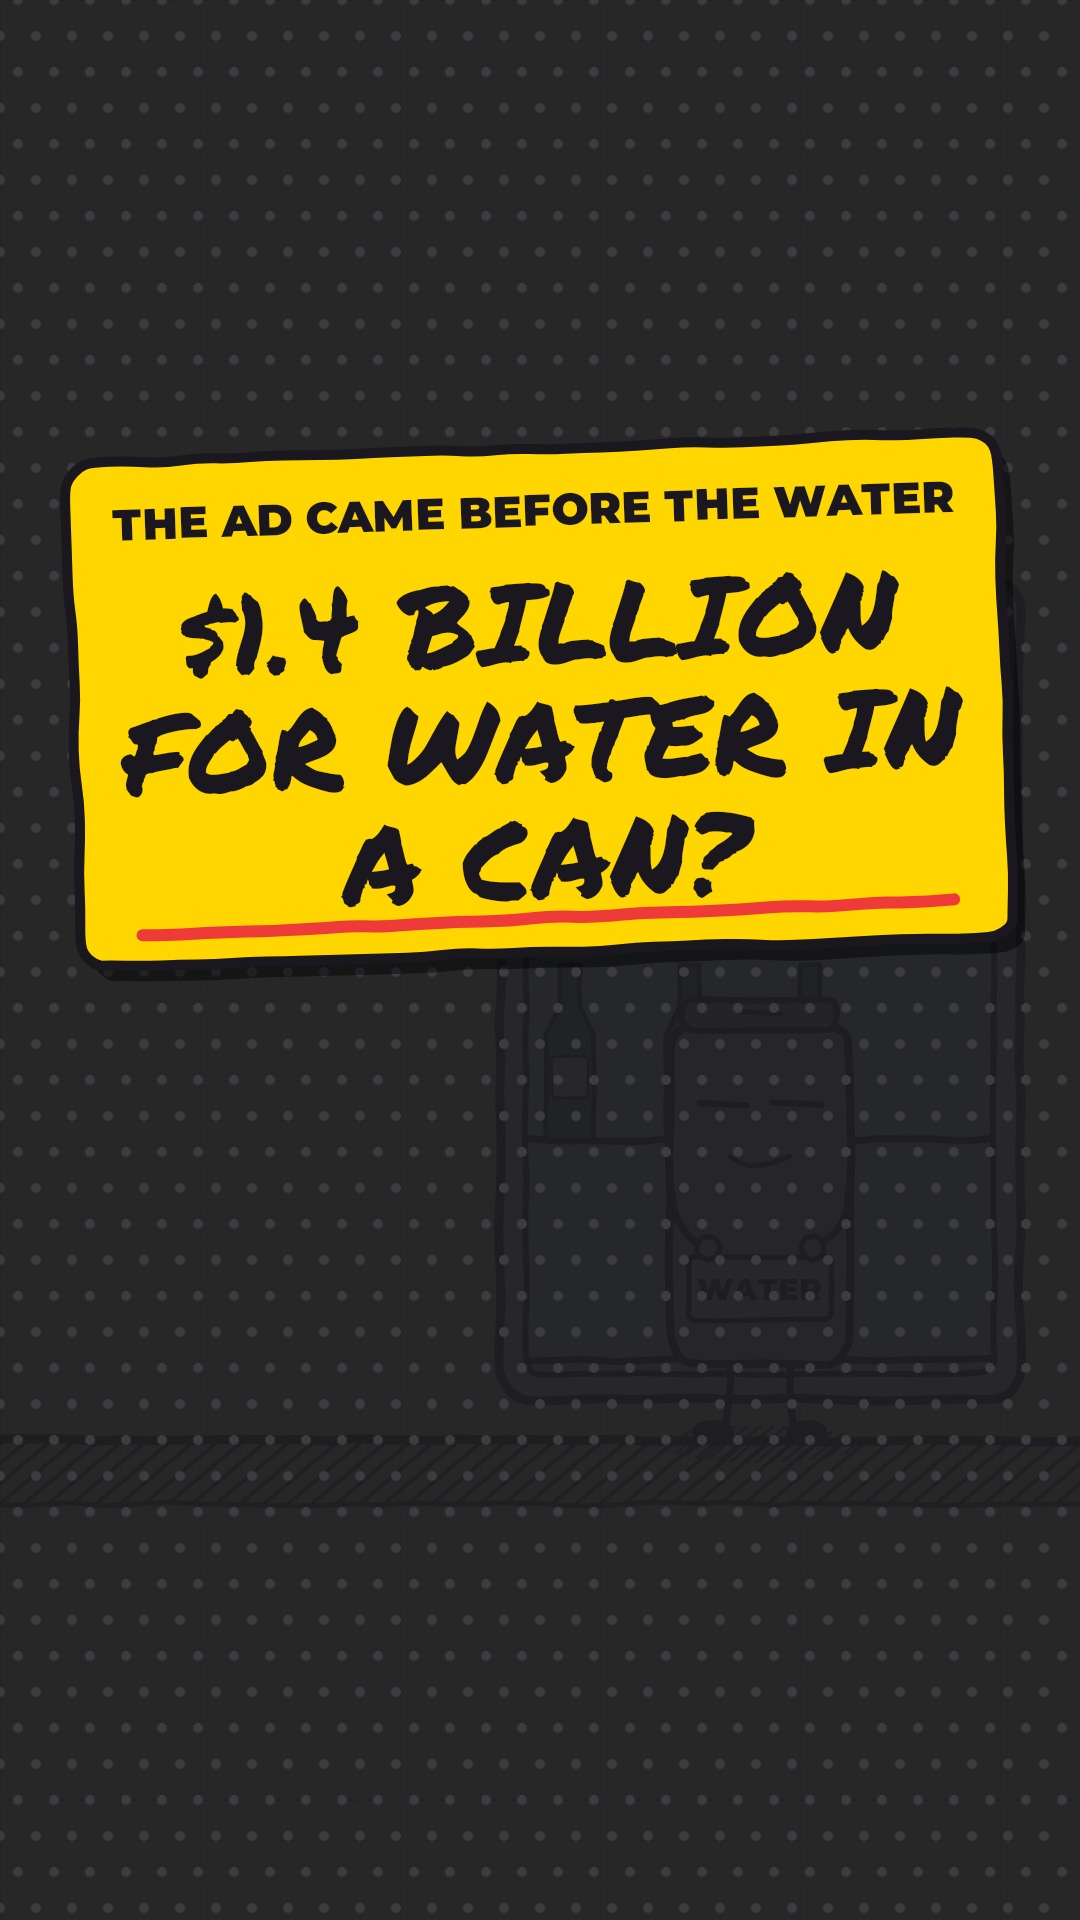 THE AD CAME BEFORE THE WATER
$1.4 BILLION
FOR WATER IN
A CAN?
WATER